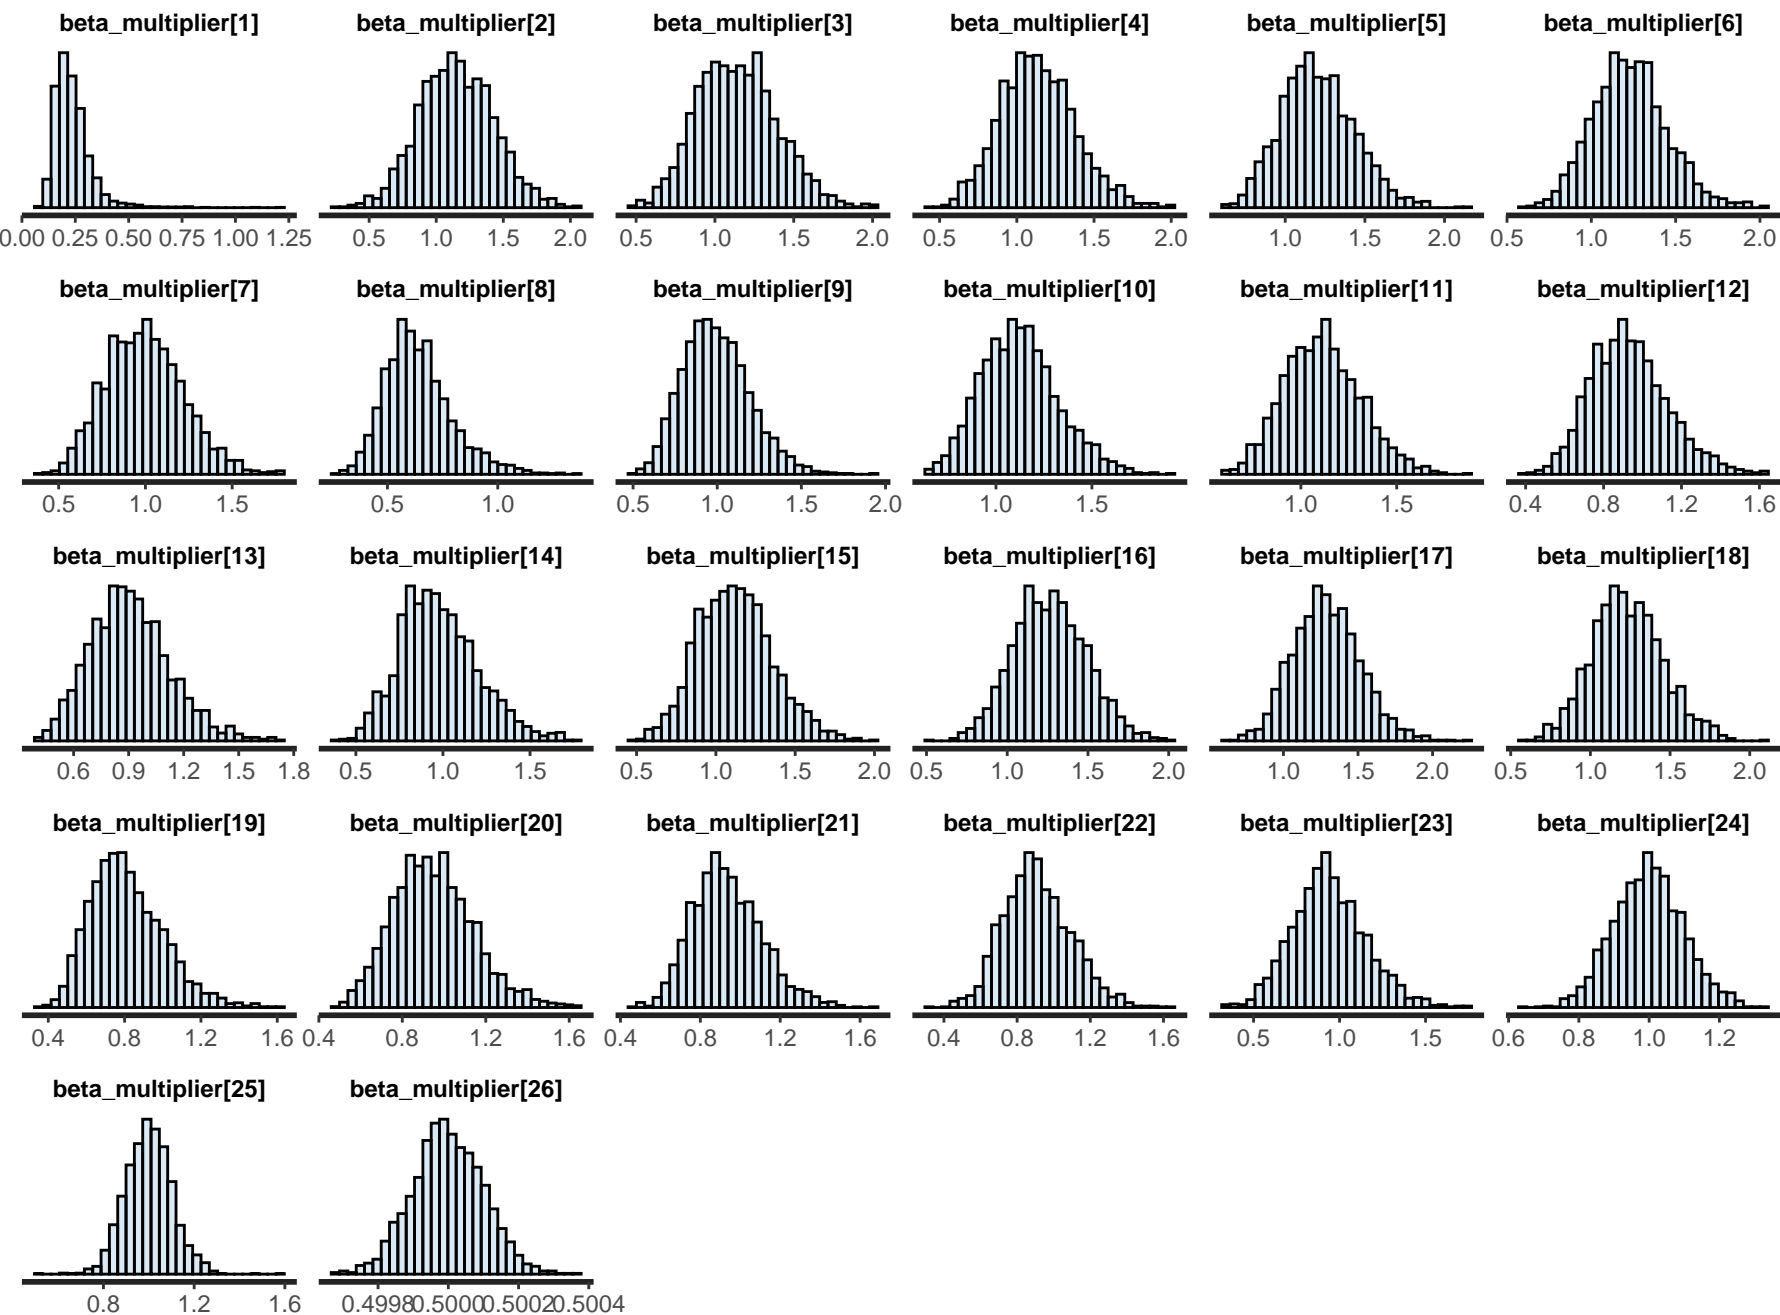 beta_multiplier[1] beta_multiplier[2] beta_multiplier[3] beta_multiplier[4] beta_multiplier[5] beta_multiplier[6]
0.00 0.25 0.50 0.75 1.00 1.25 0.5 1.0 1.5 2.0 0.5 1.0 1.5 2.0 0.5 1.0 1.5 2.0 1.0 1.5 2.0 0.5 1.0 1.5 2.0
beta_multiplier[7] beta_multiplier[8] beta_multiplier[9] beta_multiplier[10] beta_multiplier[11] beta_multiplier[12]
0.5 1.0 1.5 0.5 1.0 0.5 1.0 1.5 2.0 1.0 1.5 1.0 1.5 0.4 0.8 1.2 1.6
beta_multiplier[13] beta_multiplier[14] beta_multiplier[15] beta_multiplier[16] beta_multiplier[17] beta_multiplier[18]
0.6 0.9 1.2 1.5 1.8 0.5 1.0 1.5 0.5 1.0 1.5 2.0 0.5 1.0 1.5 2.0 1.0 1.5 2.0 0.5 1.0 1.5 2.0
beta_multiplier[19] beta_multiplier[20] beta_multiplier[21] beta_multiplier[22] beta_multiplier[23] beta_multiplier[24]
0.4 0.8 1.2 1.6 0.4 0.8 1.2 1.6 0.4 0.8 1.2 1.6 0.4 0.8 1.2 1.6 0.5 1.0 1.5 0.6 0.8 1.0 1.2
beta_multiplier[25] beta_multiplier[26]
0.8 1.2 1.6 0.4998 0.5000 0.5002 0.5004